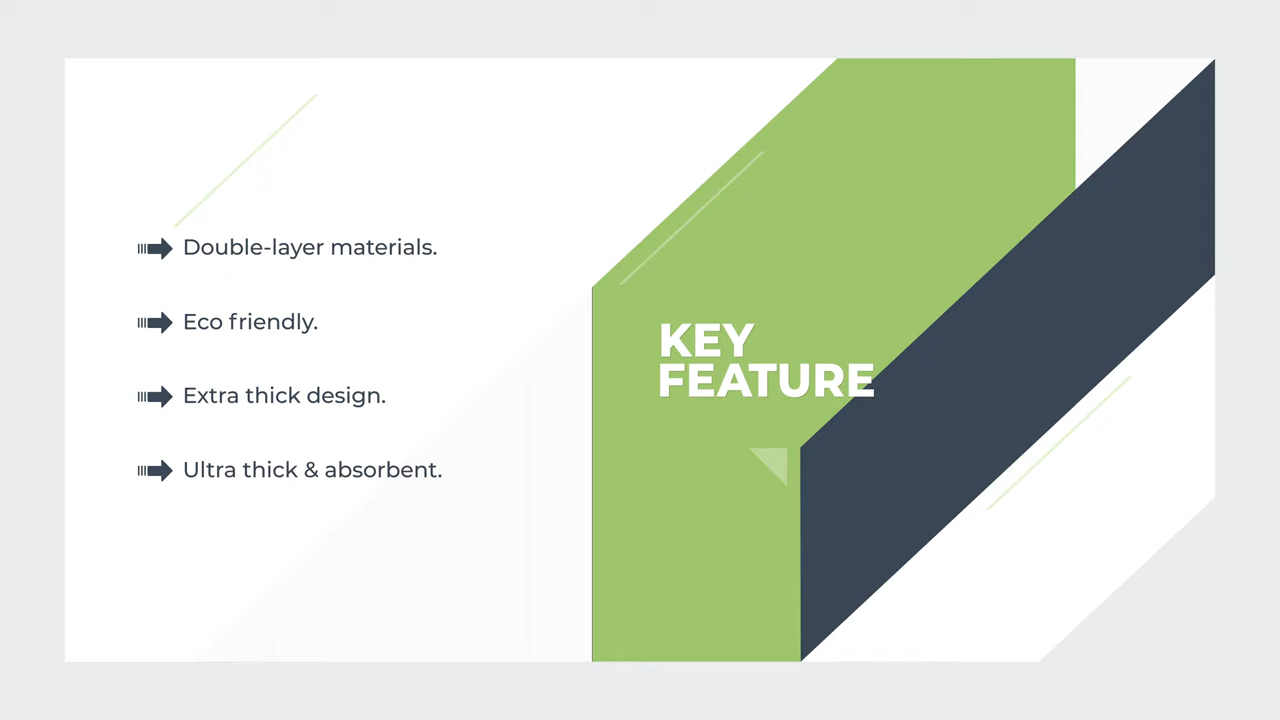 Double-layer materials.
Eco friendly.
Extra thick design.
Ultra thick & absorbent.
KEY
FEATURE